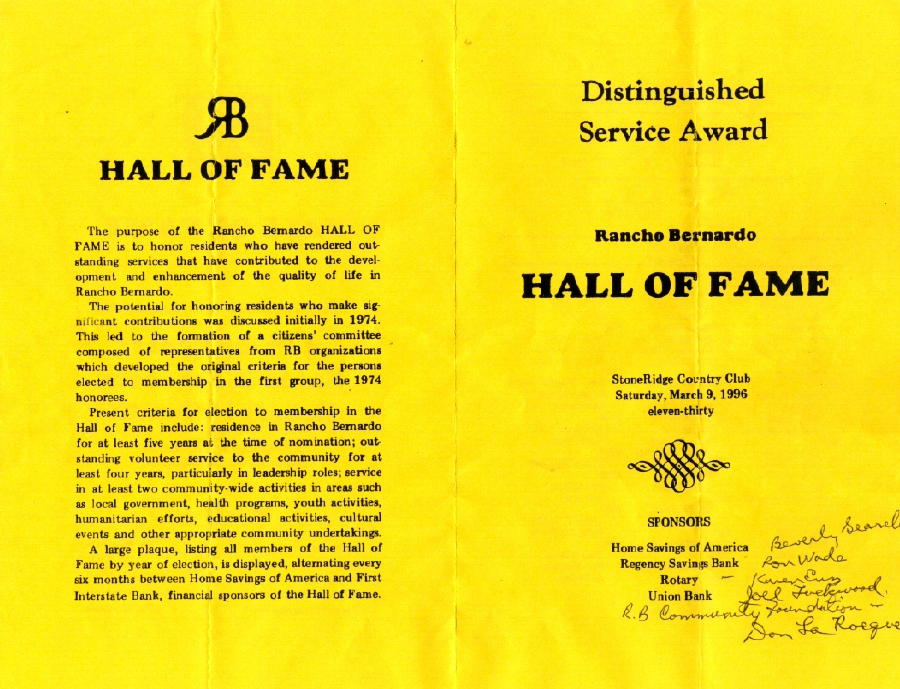 RB
HALL OF FAME
The purpose of the Rancho Bernardo HALL OF
FAME is to honor residents who have rendered out-
standing services that have contributed to the devel-
opment and enhancement of the quality of life in
Rancho Bernardo.
The potential for honoring residents who make sig-
nificant contributions was discussed initially in 1974.
This led to the formation of a citizens' committee
composed of representatives from RB organizations
which developed the original criteria for the persons
elected to membership in the first group, the 1974
honorees.
Present criteria for election to membership in the
Hall of Fame include: residence in Rancho Bernardo
for at least five years at the time of nomination; out-
standing volunteer service to the community for at
least four years, particularly in leadership roles; service
in at least two community-wide activities in areas such
as local government, health programs, youth activities,
humanitarian efforts, educational activities, cultural
events and other appropriate community undertakings.
A large plaque, listing all members of the Hall of
Fame by year of election, is displayed, alternating every
six months between Home Savings of America and First
Interstate Bank, financial sponsors of the Hall of Fame.
Distinguished
Service Award
Rancho Bernardo
HALL OF FAME
StoneRidge Country Club
Saturday, March 9, 1996
eleven-thirty
SPONSORS
Home Savings of America
Regency Savings Bank
Rotary
Union Bank
R.B Community Foundation -
Beverly
Ron Wade
Karen
Joel
Don La Rocque